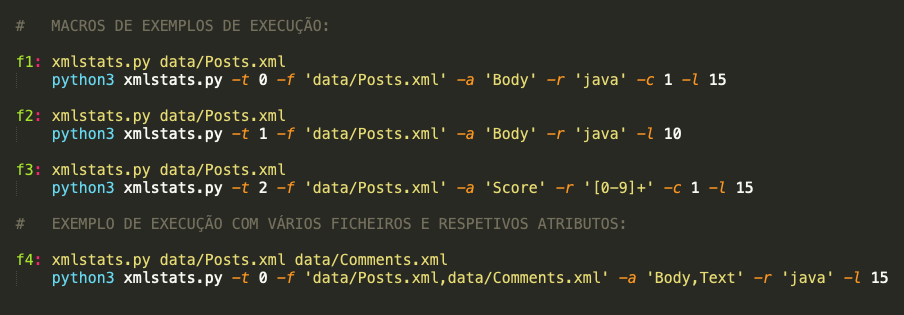 # MACROS DE EXEMPLOS DE EXECUÇÃO:
f1: xmlstats.py data/Posts.xml
python3 xmlstats.py -t 0 -f 'data/Posts.xml' -a 'Body' -r 'java' -c 1 -l 15
f2: xmlstats.py data/Posts.xml
python3 xmlstats.py -t 1 -f 'data/Posts.xml' -a 'Body' -r 'java' -l 10
f3: xmlstats.py data/Posts.xml
python3 xmlstats.py -t 2 -f 'data/Posts.xml' -a 'Score' -r '[0-9]+' -c 1 -l 15
# EXEMPLO DE EXECUÇÃO COM VÁRIOS FICHEIROS E RESPETIVOS ATRIBUTOS:
f4: xmlstats.py data/Posts.xml data/Comments.xml
python3 xmlstats.py -t 0 -f 'data/Posts.xml,data/Comments.xml' -a 'Body,Text' -r 'java' -l 15